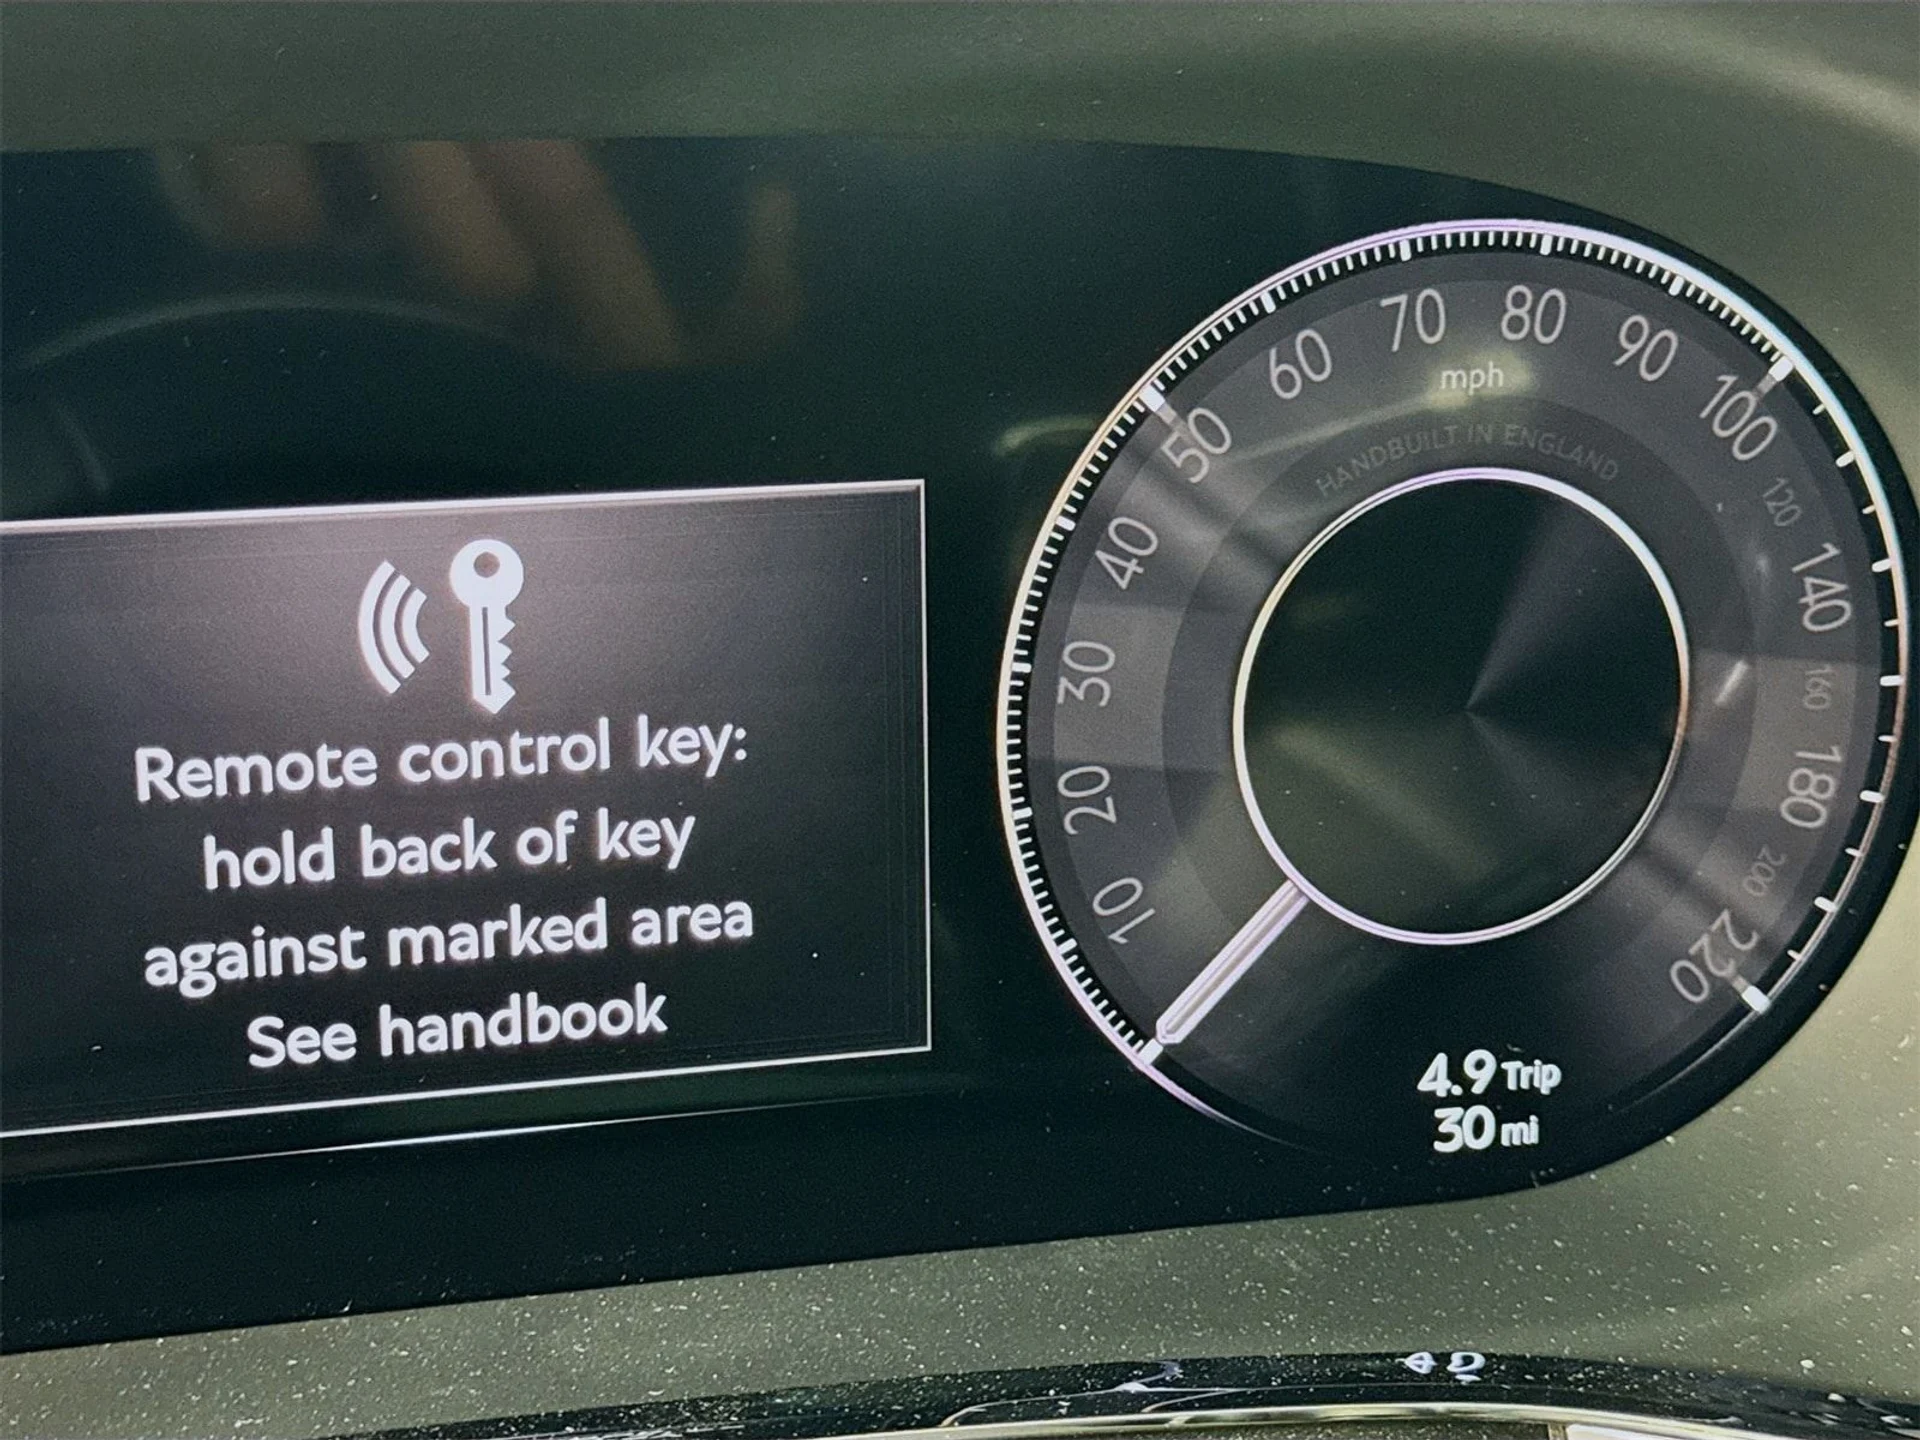 Remote control key:
hold back of key
against marked area
See handbook
10
20
30
40
50
60
70
80
90
100
120
140
160
180
200
220
mph
HANDBUILT IN ENGLAND
4.9 Trip
30 mi